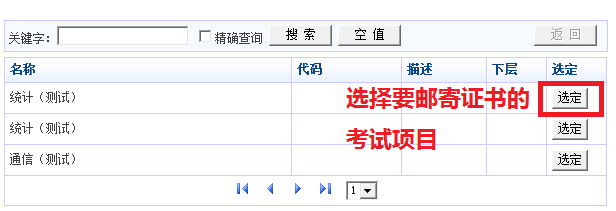 关键字： 精确查询 搜 索 空 值 返 回
名称 代码 描述 下层 选定
统计（测试） 选择要邮寄证书的 选定
统计（测试） 考试项目 选定
通信（测试） 选定
1